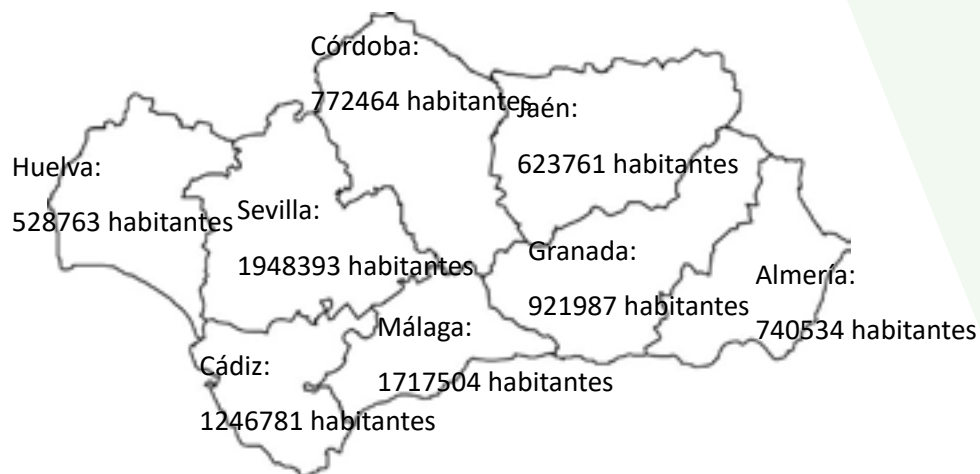 Córdoba:
772464 habitantes
Jaén:
623761 habitantes
Huelva:
528763 habitantes
Sevilla:
1948393 habitantes
Granada:
921987 habitantes
Almería:
740534 habitantes
Málaga:
1717504 habitantes
Cádiz:
1246781 habitantes